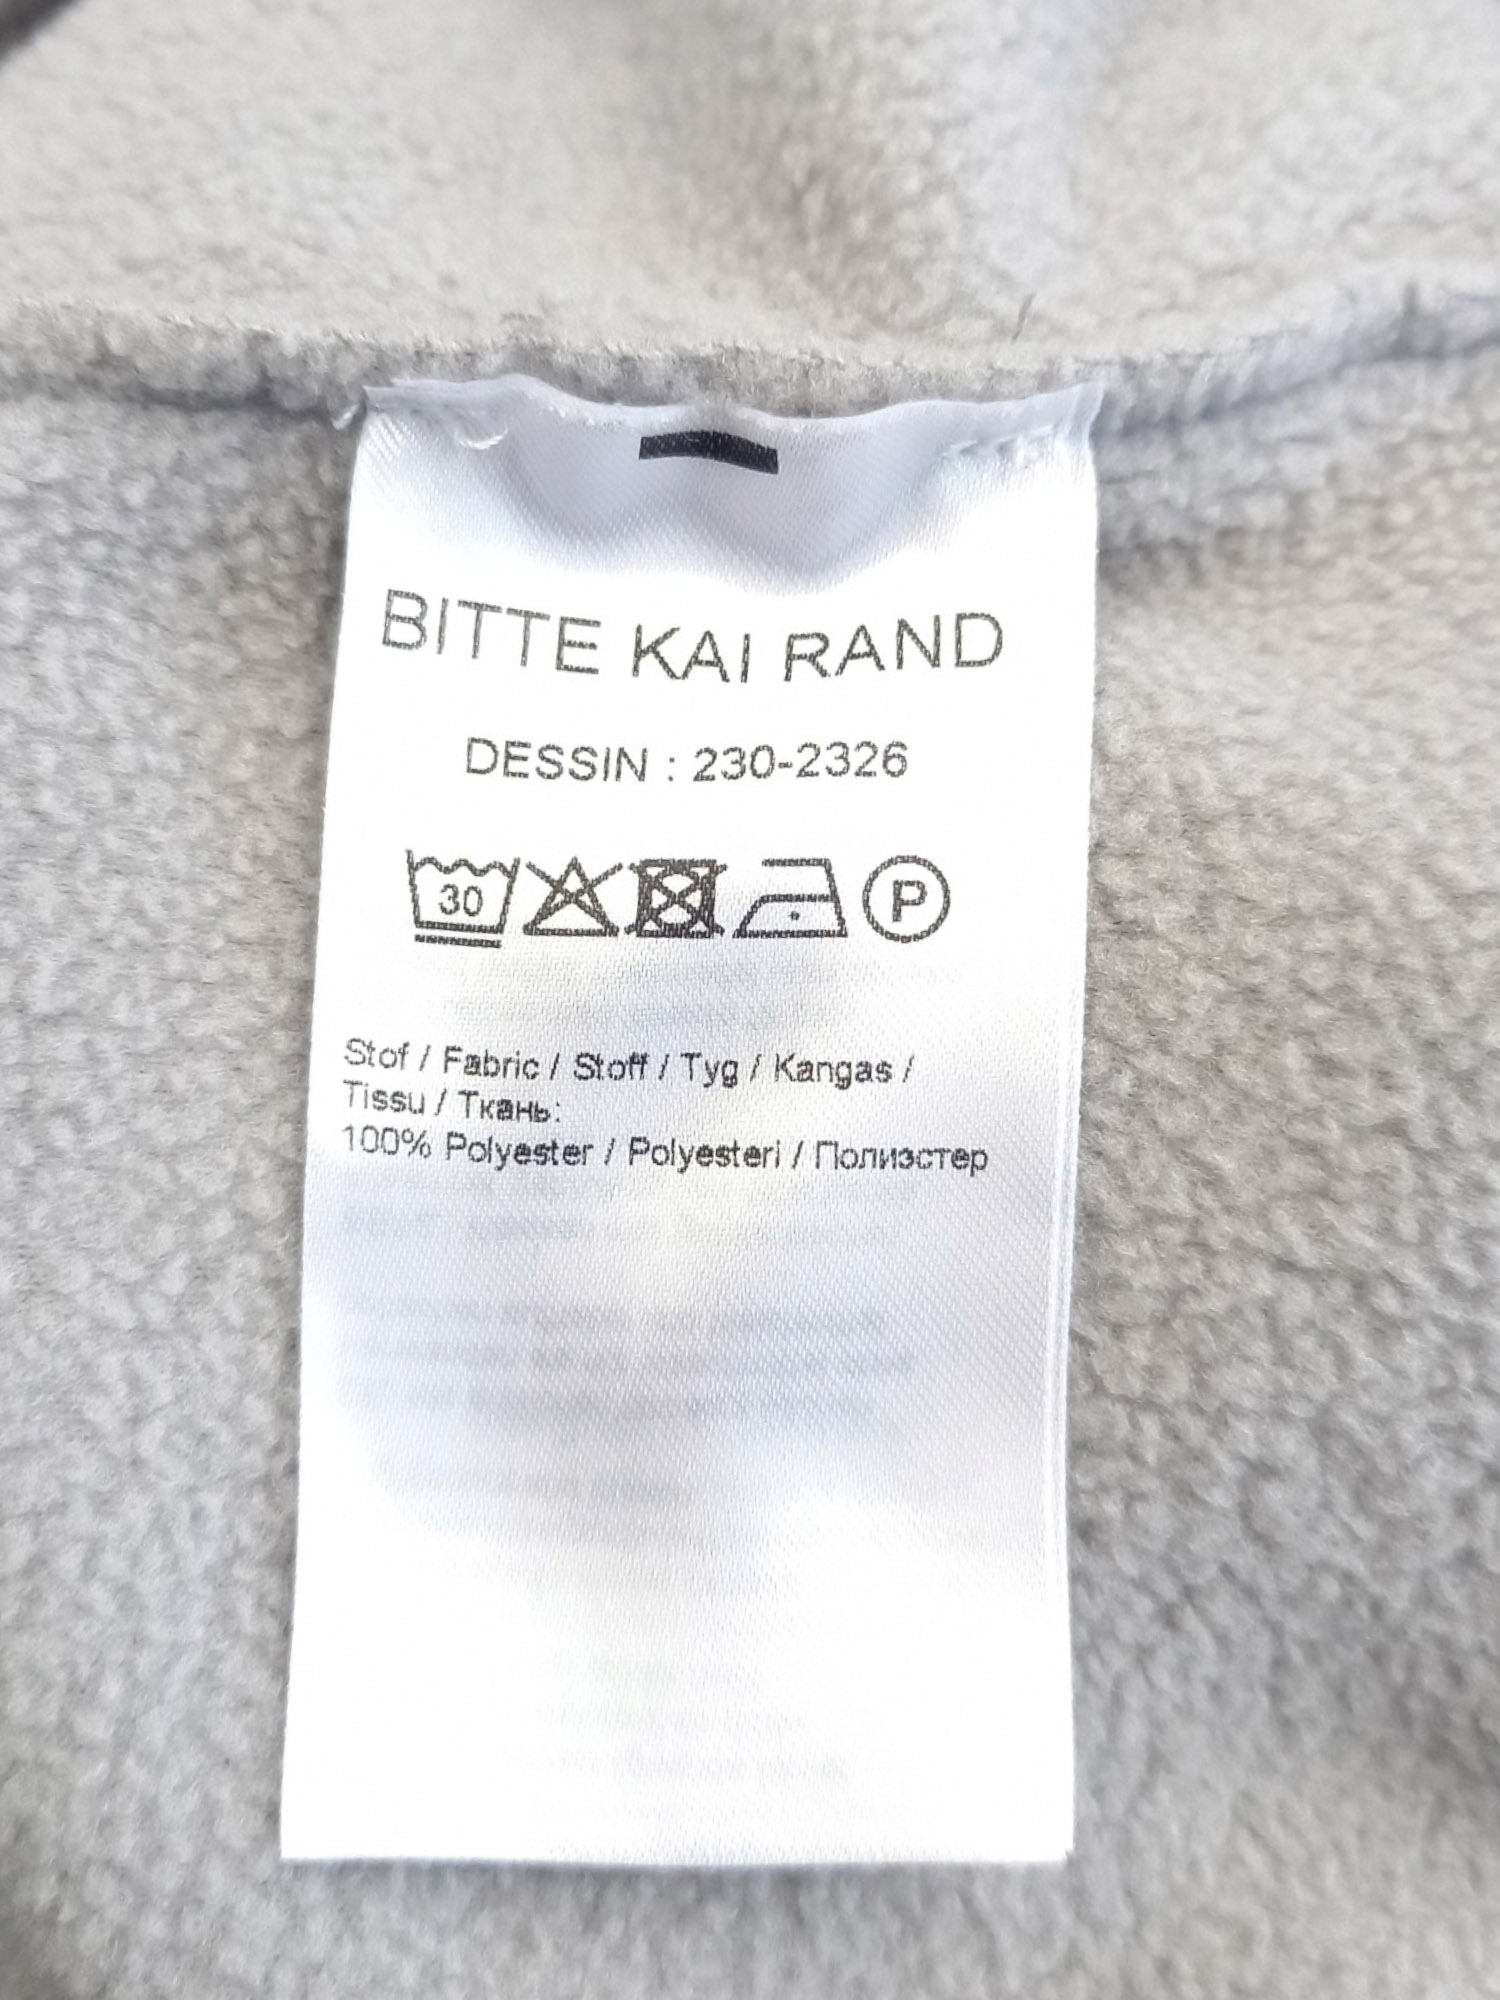 BITTE KAI RAND
DESSIN : 230-2326
30 P
Stof / Fabric / Stoff / Tyg / Kangas /
Tissu / Ткань:
100% Polyester / Polyesteri / Полиэстер